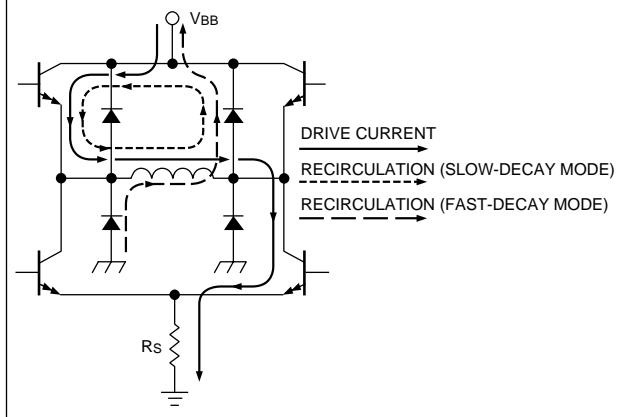 VBB
DRIVE CURRENT
RECIRCULATION (SLOW-DECAY MODE)
RECIRCULATION (FAST-DECAY MODE)
RS